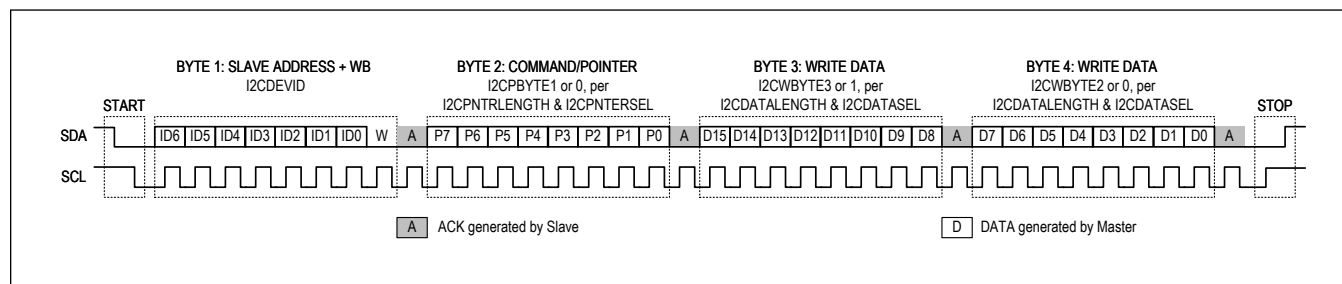 BYTE 1: SLAVE ADDRESS + WB
I2CDEVID
BYTE 2: COMMAND/POINTER
I2CPBYTE1 or 0, per
I2CPNTRLENGTH & I2CPNTERSEL
BYTE 3: WRITE DATA
I2CWBYTE3 or 1, per
I2CDATALENGTH & I2CDATASEL
BYTE 4: WRITE DATA
I2CWBYTE2 or 0, per
I2CDATALENGTH & I2CDATASEL
START
STOP
SDA ID6 ID5 ID4 ID3 ID2 ID1 ID0 W A P7 P6 P5 P4 P3 P2 P1 P0 A D15 D14 D13 D12 D11 D10 D9 D8 A D7 D6 D5 D4 D3 D2 D1 D0 A
SCL
A ACK generated by Slave
D DATA generated by Master